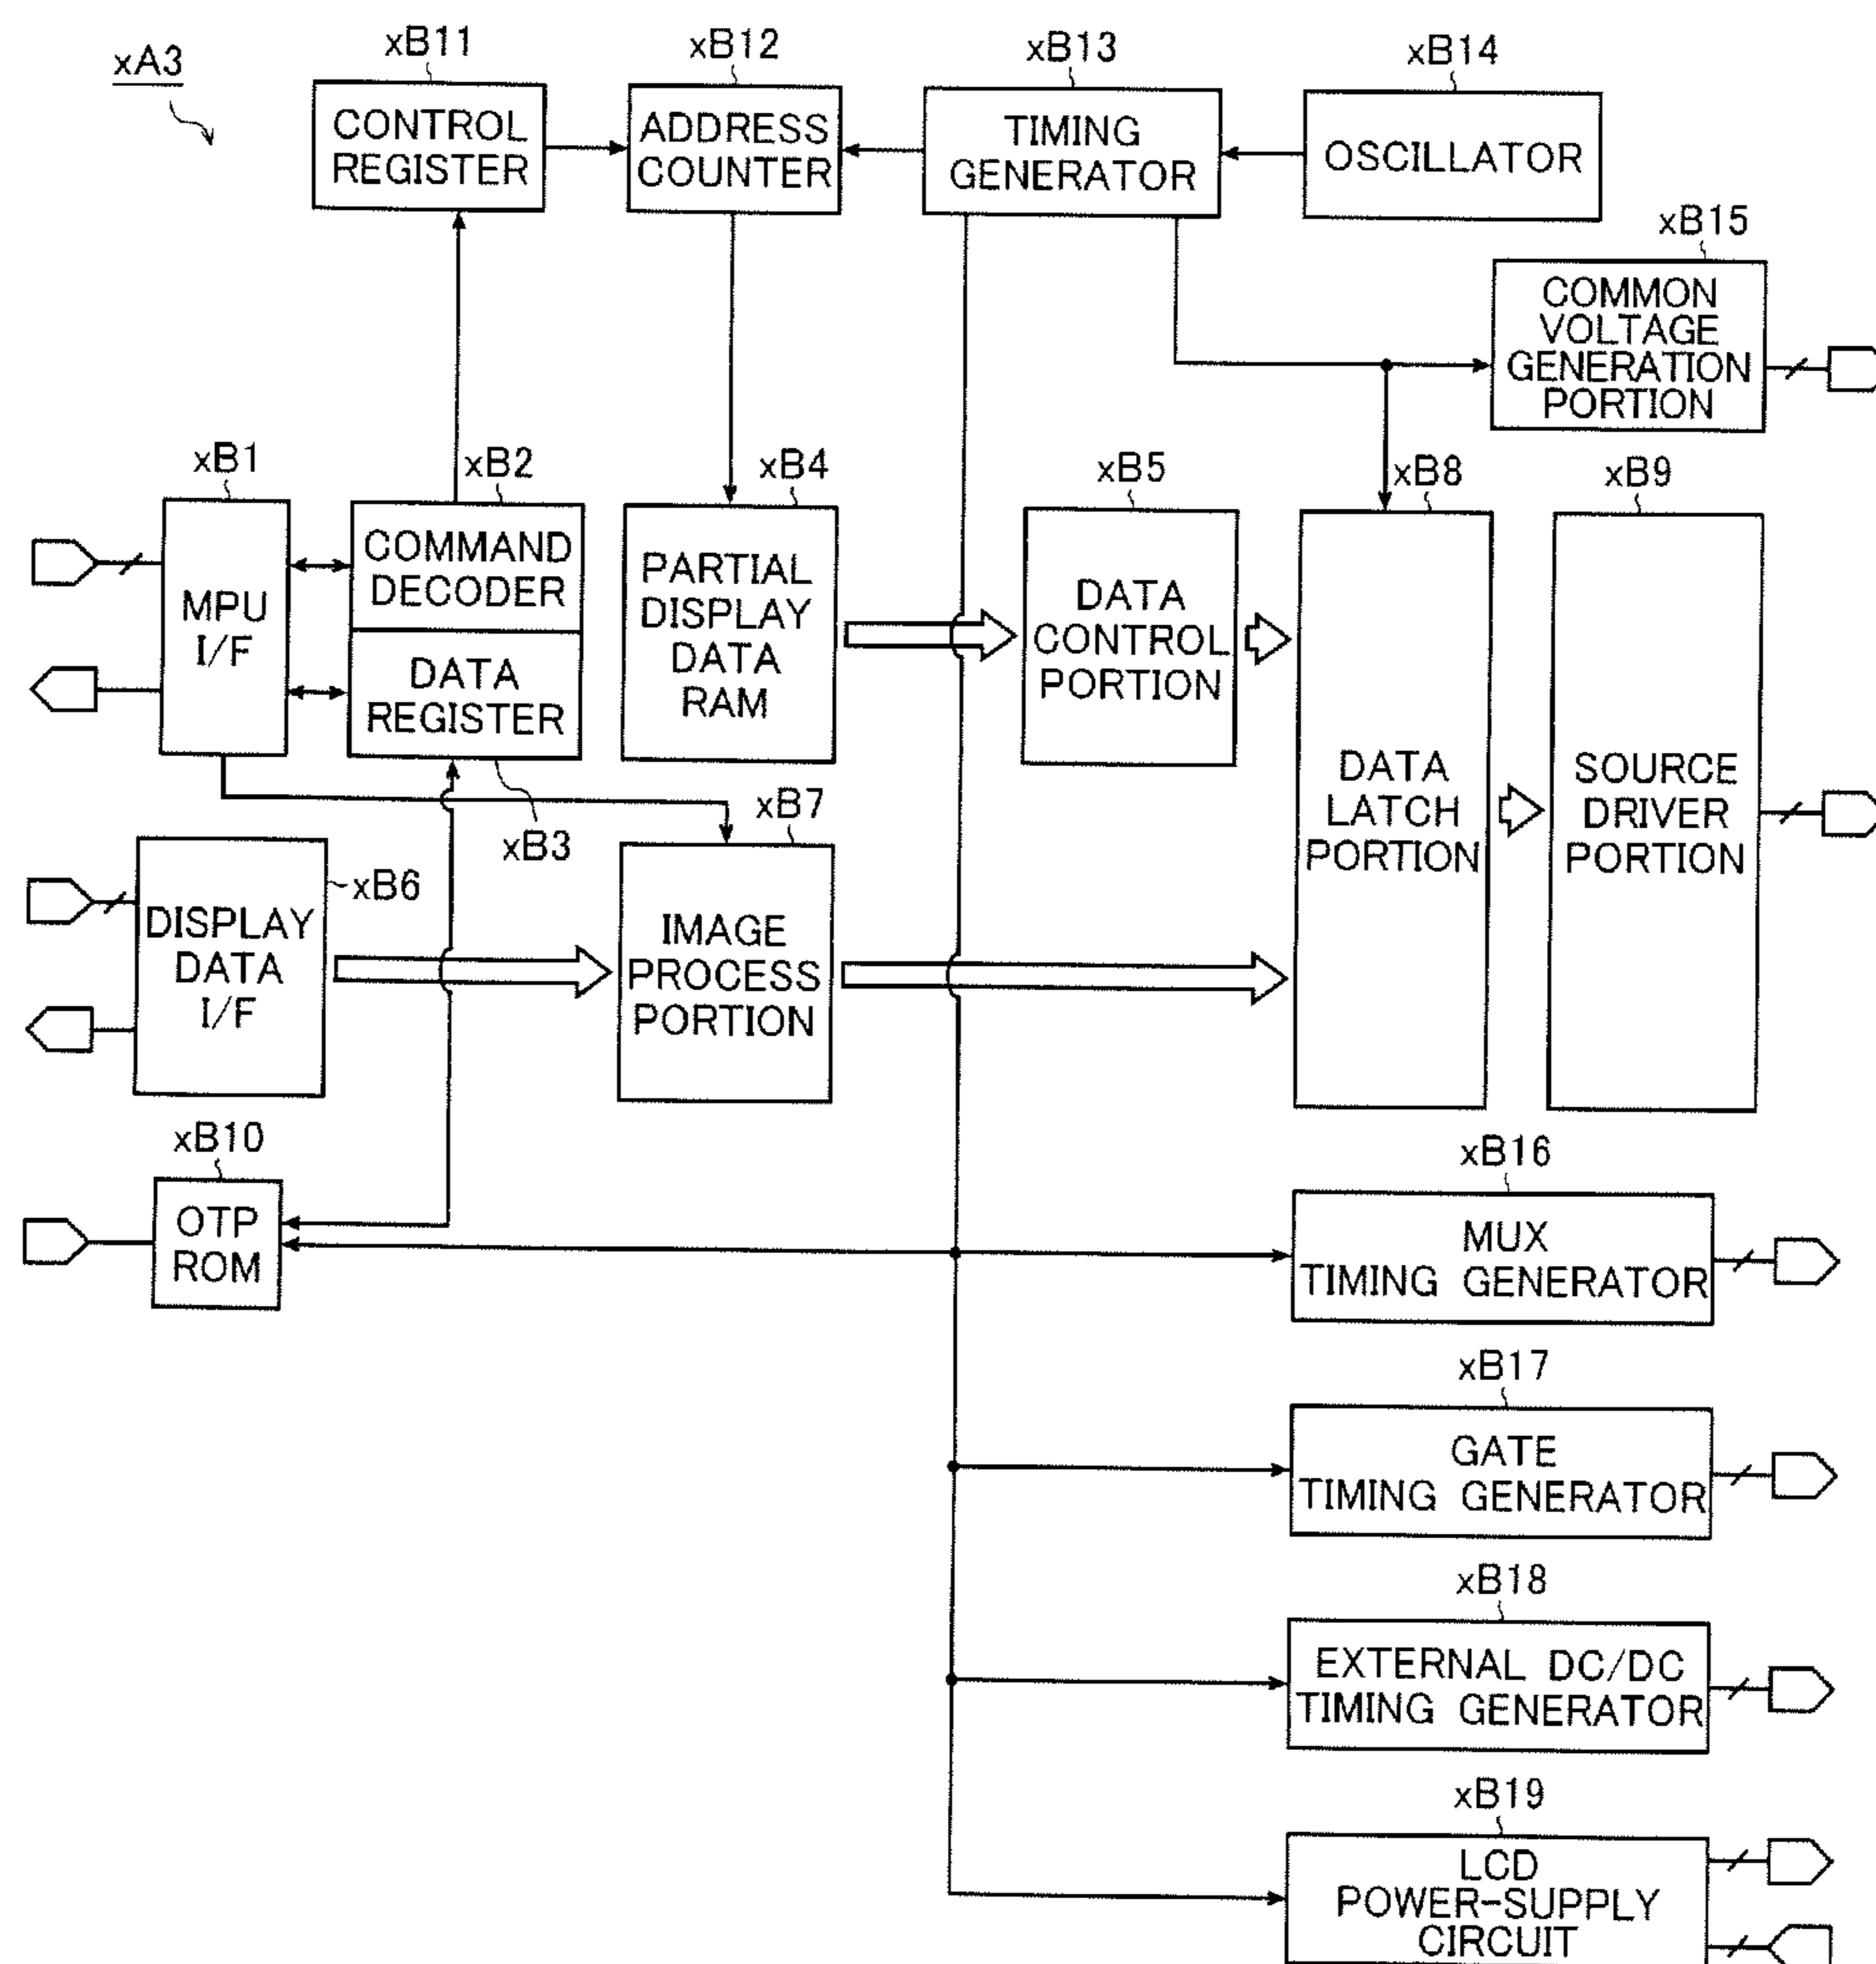 xA3
xB11
CONTROL
REGISTER
xB12
ADDRESS
COUNTER
xB13
TIMING
GENERATOR
xB14
OSCILLATOR
xB15
COMMON
VOLTAGE
GENERATION
PORTION
xB1
MPU
I/F
xB2
COMMAND
DECODER
DATA
REGISTER
xB3
xB4
PARTIAL
DISPLAY
DATA
RAM
xB5
DATA
CONTROL
PORTION
xB8
DATA
LATCH
PORTION
xB9
SOURCE
DRIVER
PORTION
xB6
DISPLAY
DATA
I/F
xB7
IMAGE
PROCESS
PORTION
xB10
OTP
ROM
xB16
MUX
TIMING GENERATOR
xB17
GATE
TIMING GENERATOR
xB18
EXTERNAL DC/DC
TIMING GENERATOR
xB19
LCD
POWER-SUPPLY
CIRCUIT